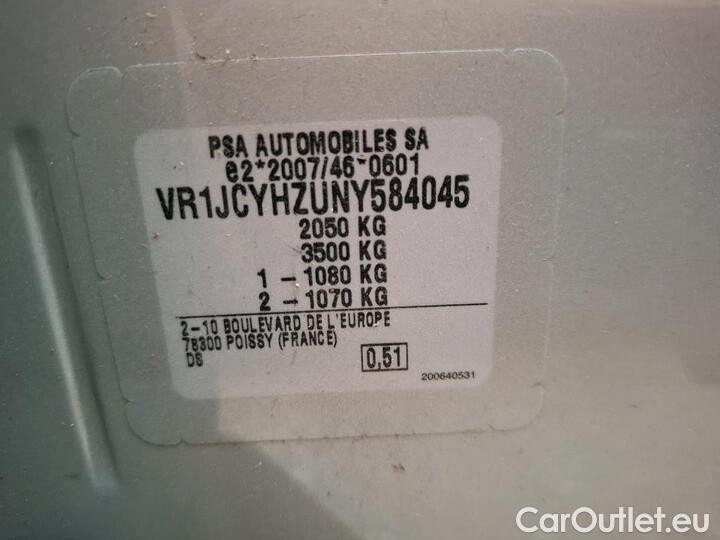 PSA AUTOMOBILES SA
e2*2007/46*0601
VR1JCYHZUNY584045
2050 KG
3500 KG
1 - 1080 KG
2 - 1070 KG
2-10 BOULEVARD DE L'EUROPE
78300 POISSY (FRANCE)
DS
0,51
200640531
CarOutlet.eu